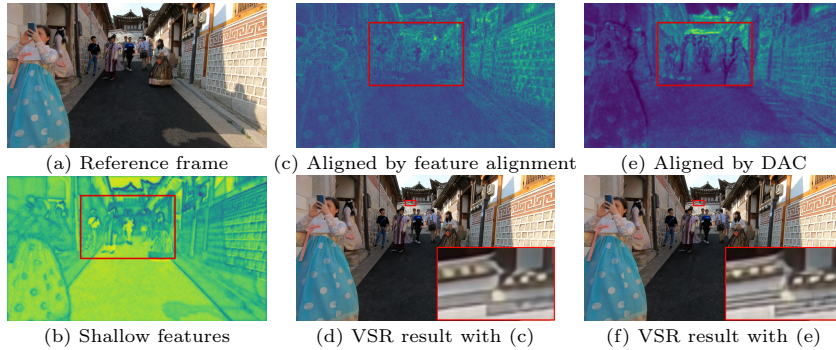 (a) Reference frame
(c) Aligned by feature alignment
(e) Aligned by DAC
(b) Shallow features
(d) VSR result with (c)
(f) VSR result with (e)